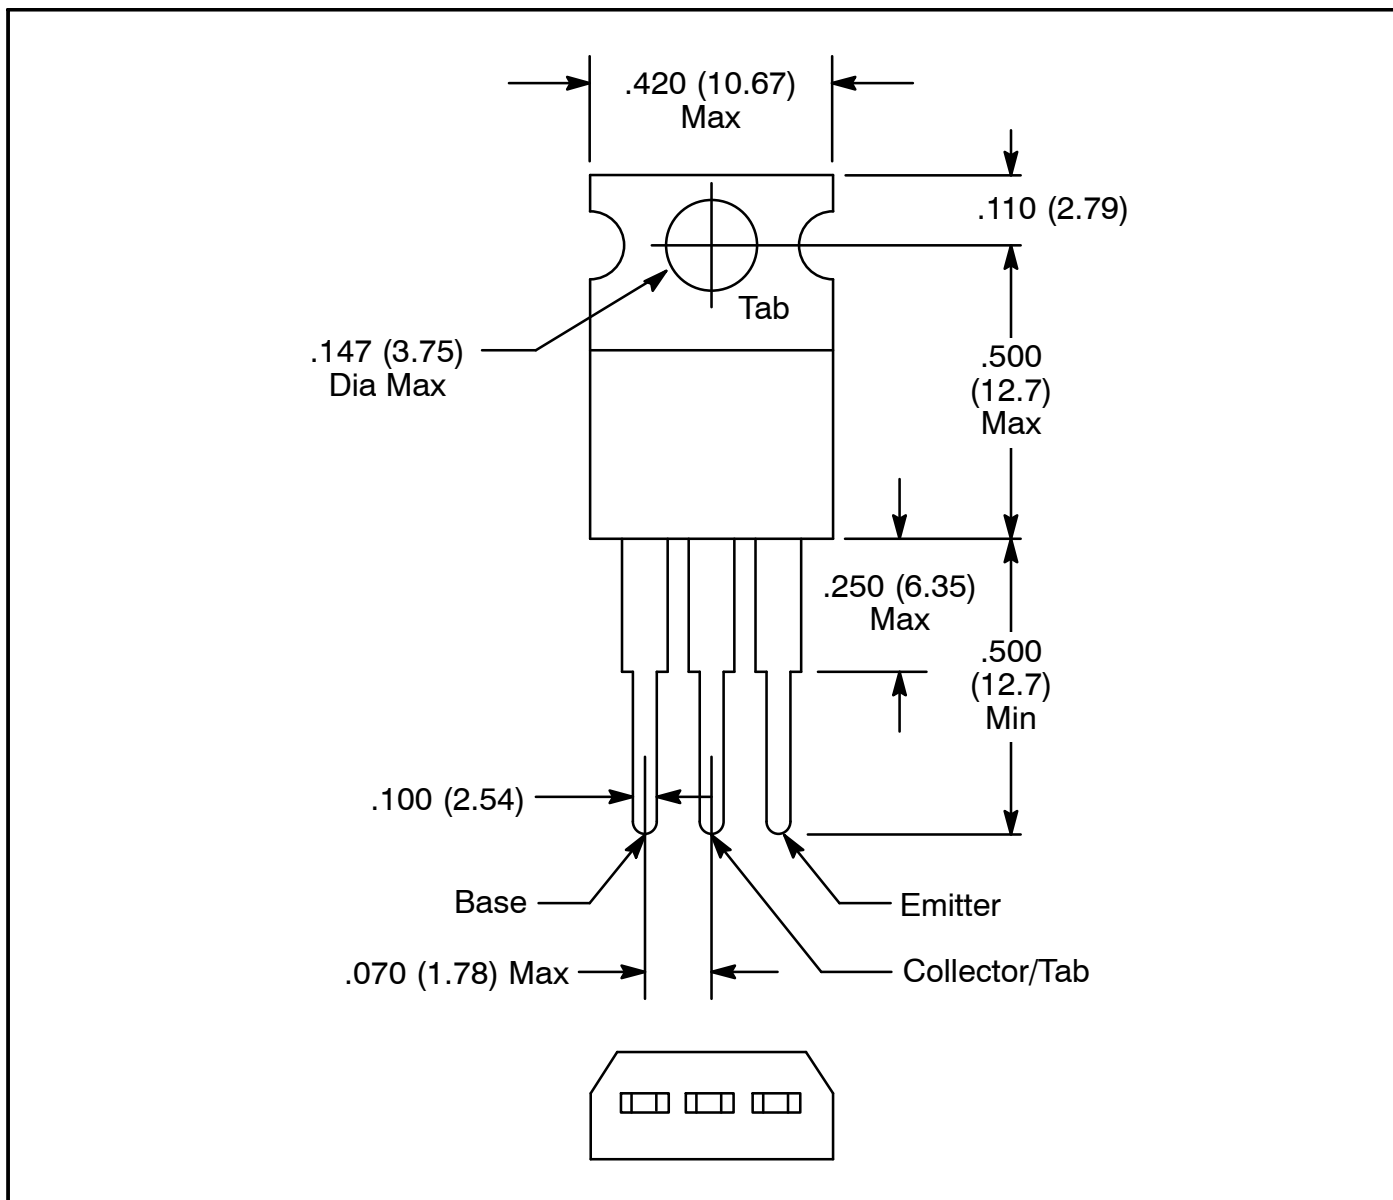 .420 (10.67)
Max
.110 (2.79)
Tab
.147 (3.75)
Dia Max
.500
(12.7)
Max
.250 (6.35)
Max
.500
(12.7)
Min
.100 (2.54)
Base
Emitter
.070 (1.78) Max
Collector/Tab